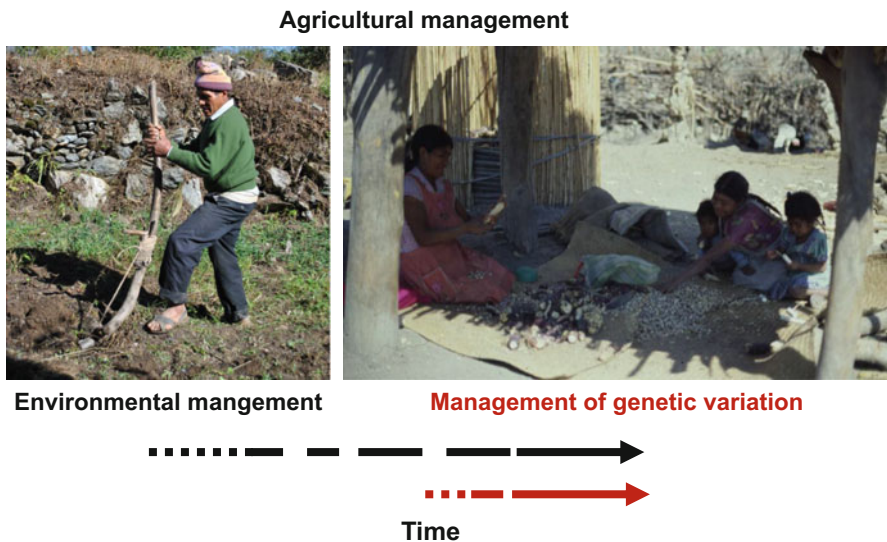 Agricultural management
Environmental mangement
Management of genetic variation
Time